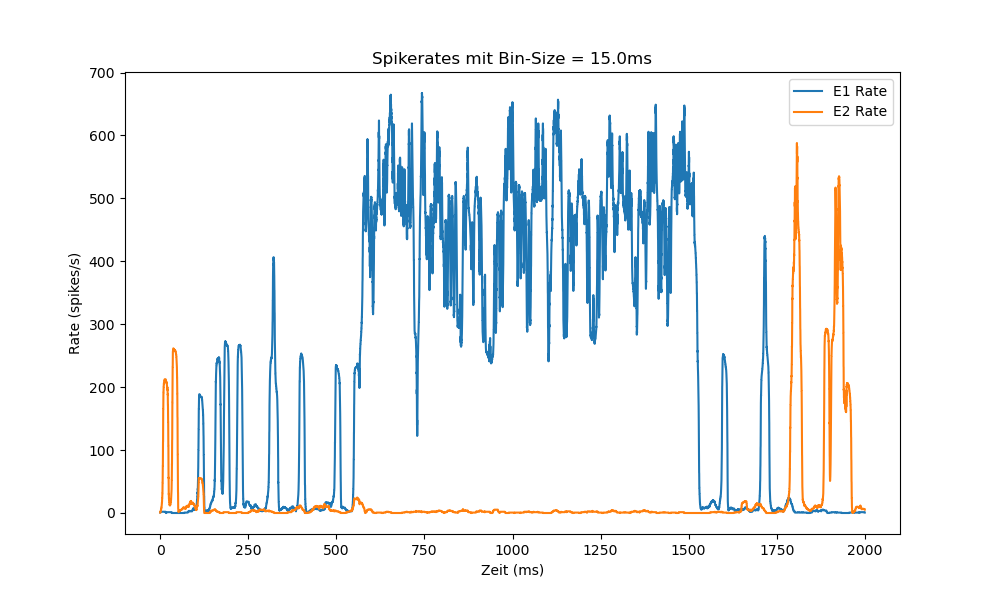 Spikerates mit Bin-Size = 15.0ms
E1 Rate
E2 Rate
Rate (spikes/s)
700
600
500
400
300
200
100
0
0 250 500 750 1000 1250 1500 1750 2000
Zeit (ms)